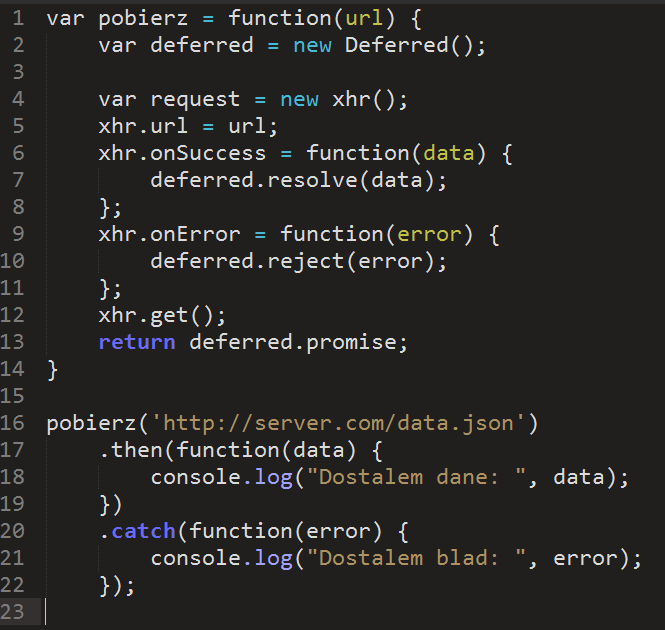 1 var pobierz = function(url) {
2     var deferred = new Deferred();
3
4     var request = new xhr();
5     xhr.url = url;
6     xhr.onSuccess = function(data) {
7         deferred.resolve(data);
8     };
9     xhr.onError = function(error) {
10         deferred.reject(error);
11     };
12     xhr.get();
13     return deferred.promise;
14 }
15
16 pobierz('http://server.com/data.json')
17     .then(function(data) {
18         console.log("Dostalem dane: ", data);
19     })
20     .catch(function(error) {
21         console.log("Dostalem blad: ", error);
22     });
23